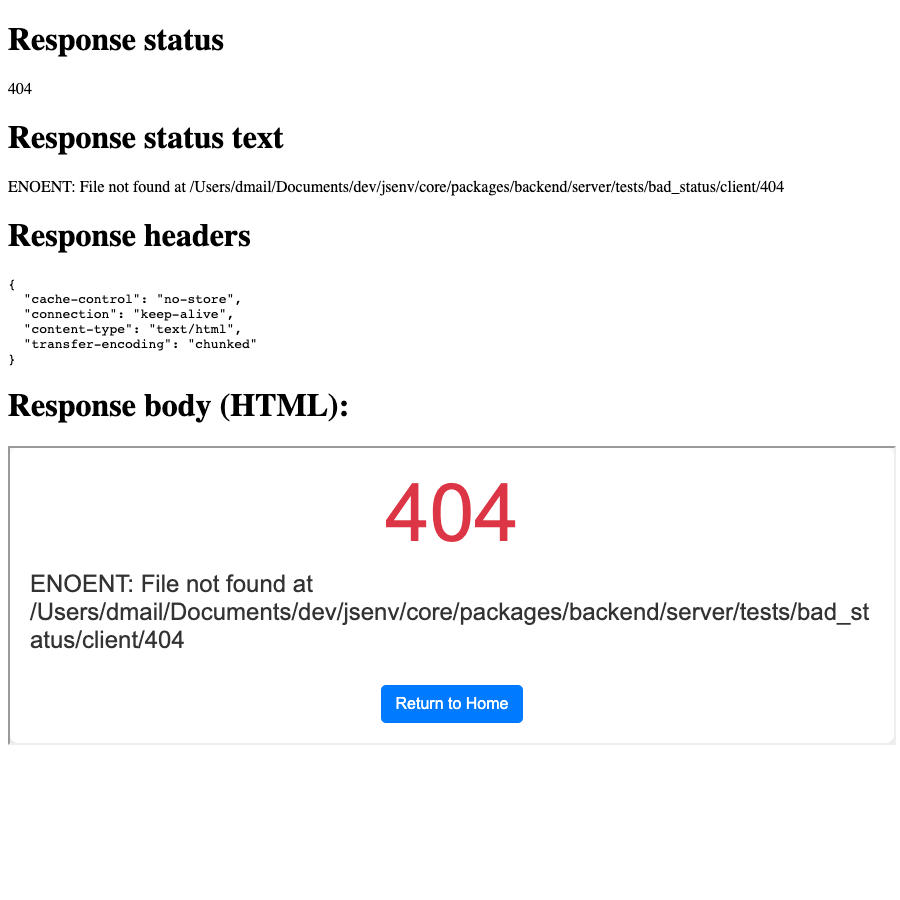 Response status
404
Response status text
ENOENT: File not found at /Users/dmail/Documents/dev/jsenv/core/packages/backend/server/tests/bad_status/client/404
Response headers
{
  "cache-control": "no-store",
  "connection": "keep-alive",
  "content-type": "text/html",
  "transfer-encoding": "chunked"
}
Response body (HTML):
404
ENOENT: File not found at
/Users/dmail/Documents/dev/jsenv/core/packages/backend/server/tests/bad_st
atus/client/404
Return to Home